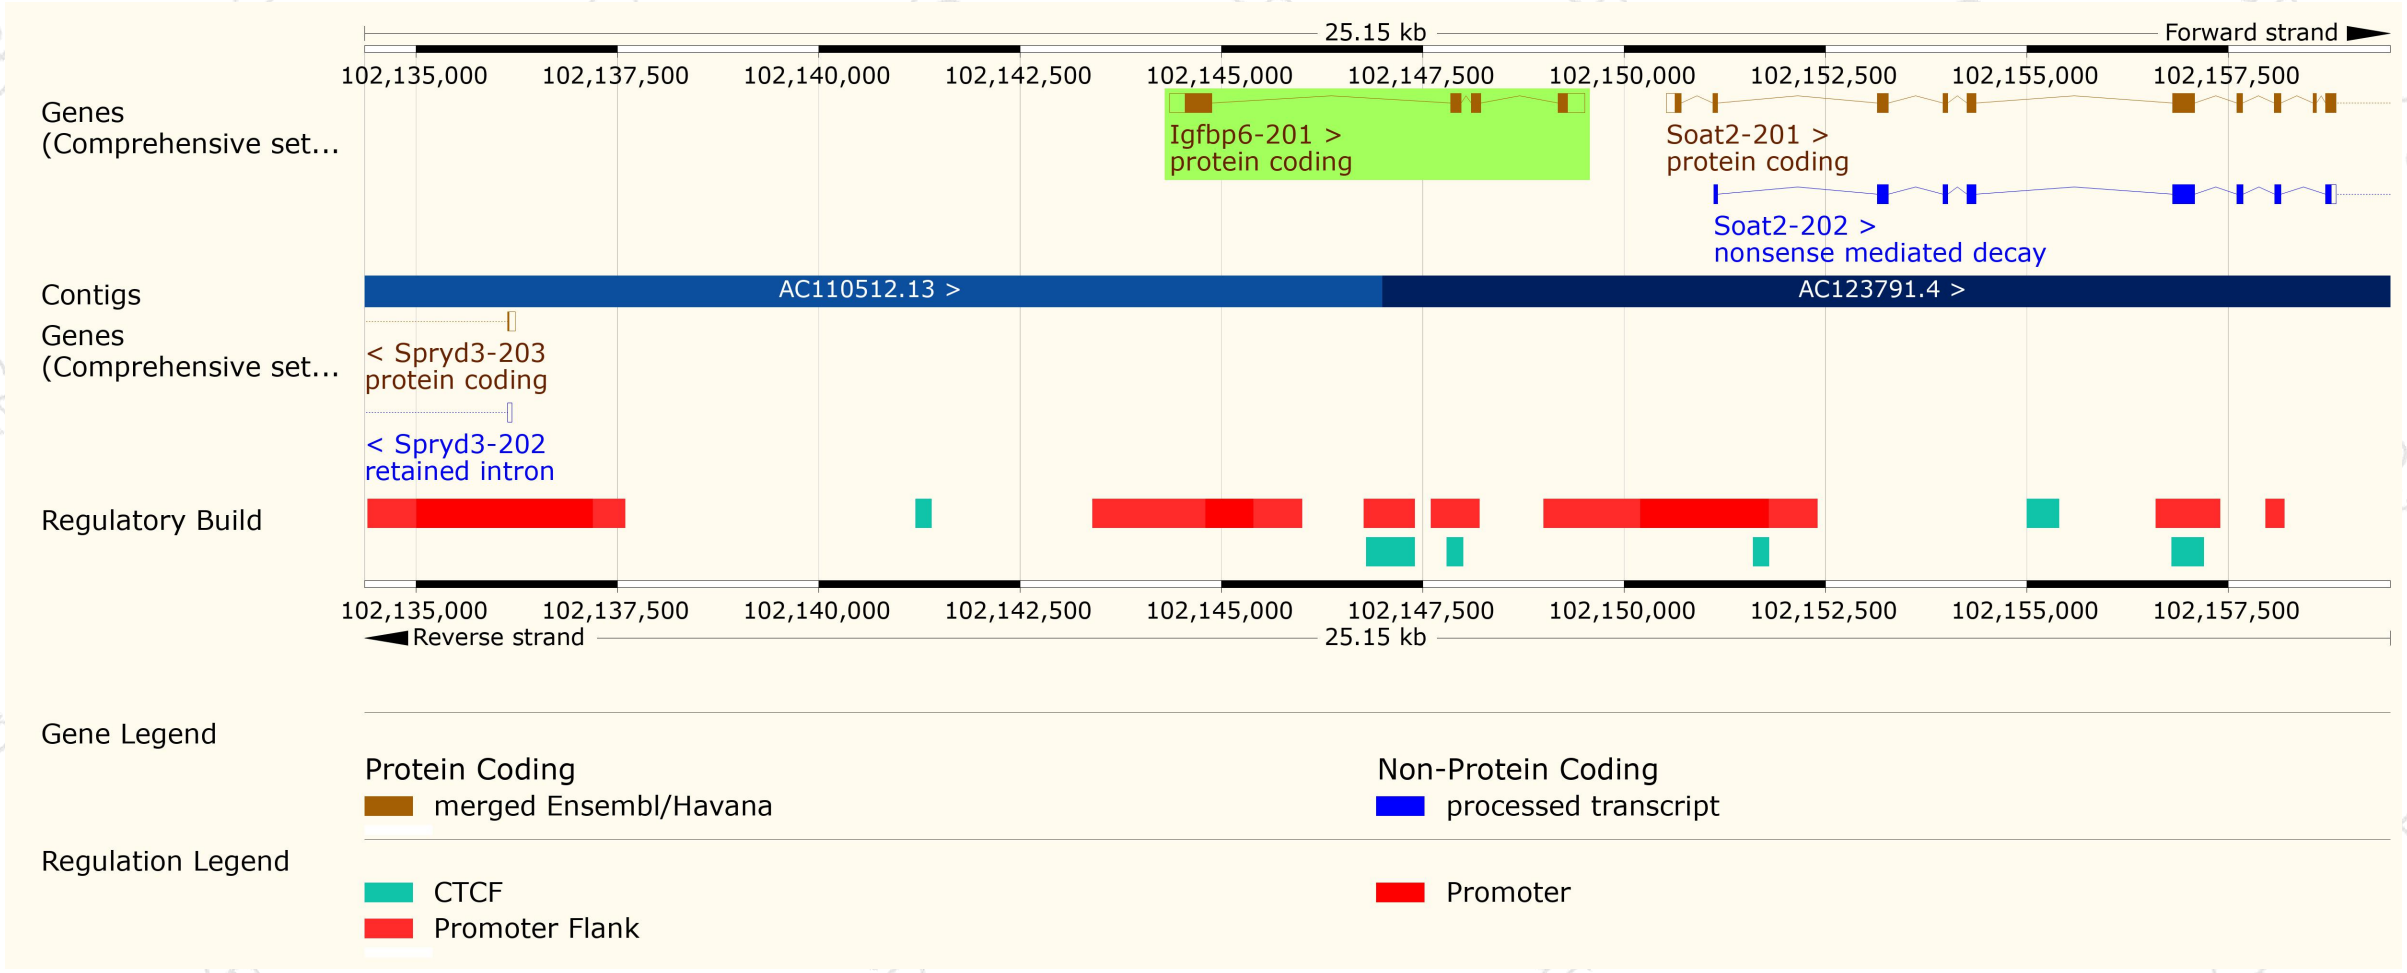 25.15 kb Forward strand
102,135,000 102,137,500 102,140,000 102,142,500 102,145,000 102,147,500 102,150,000 102,152,500 102,155,000 102,157,500
Genes
(Comprehensive set...
Igfbp6-201 >
protein coding
Soat2-201 >
protein coding
Soat2-202 >
nonsense mediated decay
Contigs
AC110512.13 > AC123791.4 >
Genes
(Comprehensive set...
< Spryd3-203
protein coding
< Spryd3-202
retained intron
Regulatory Build
102,135,000 102,137,500 102,140,000 102,142,500 102,145,000 102,147,500 102,150,000 102,152,500 102,155,000 102,157,500
Reverse strand 25.15 kb
Gene Legend
Protein Coding Non-Protein Coding
merged Ensembl/Havana processed transcript
Regulation Legend
CTCF Promoter
Promoter Flank